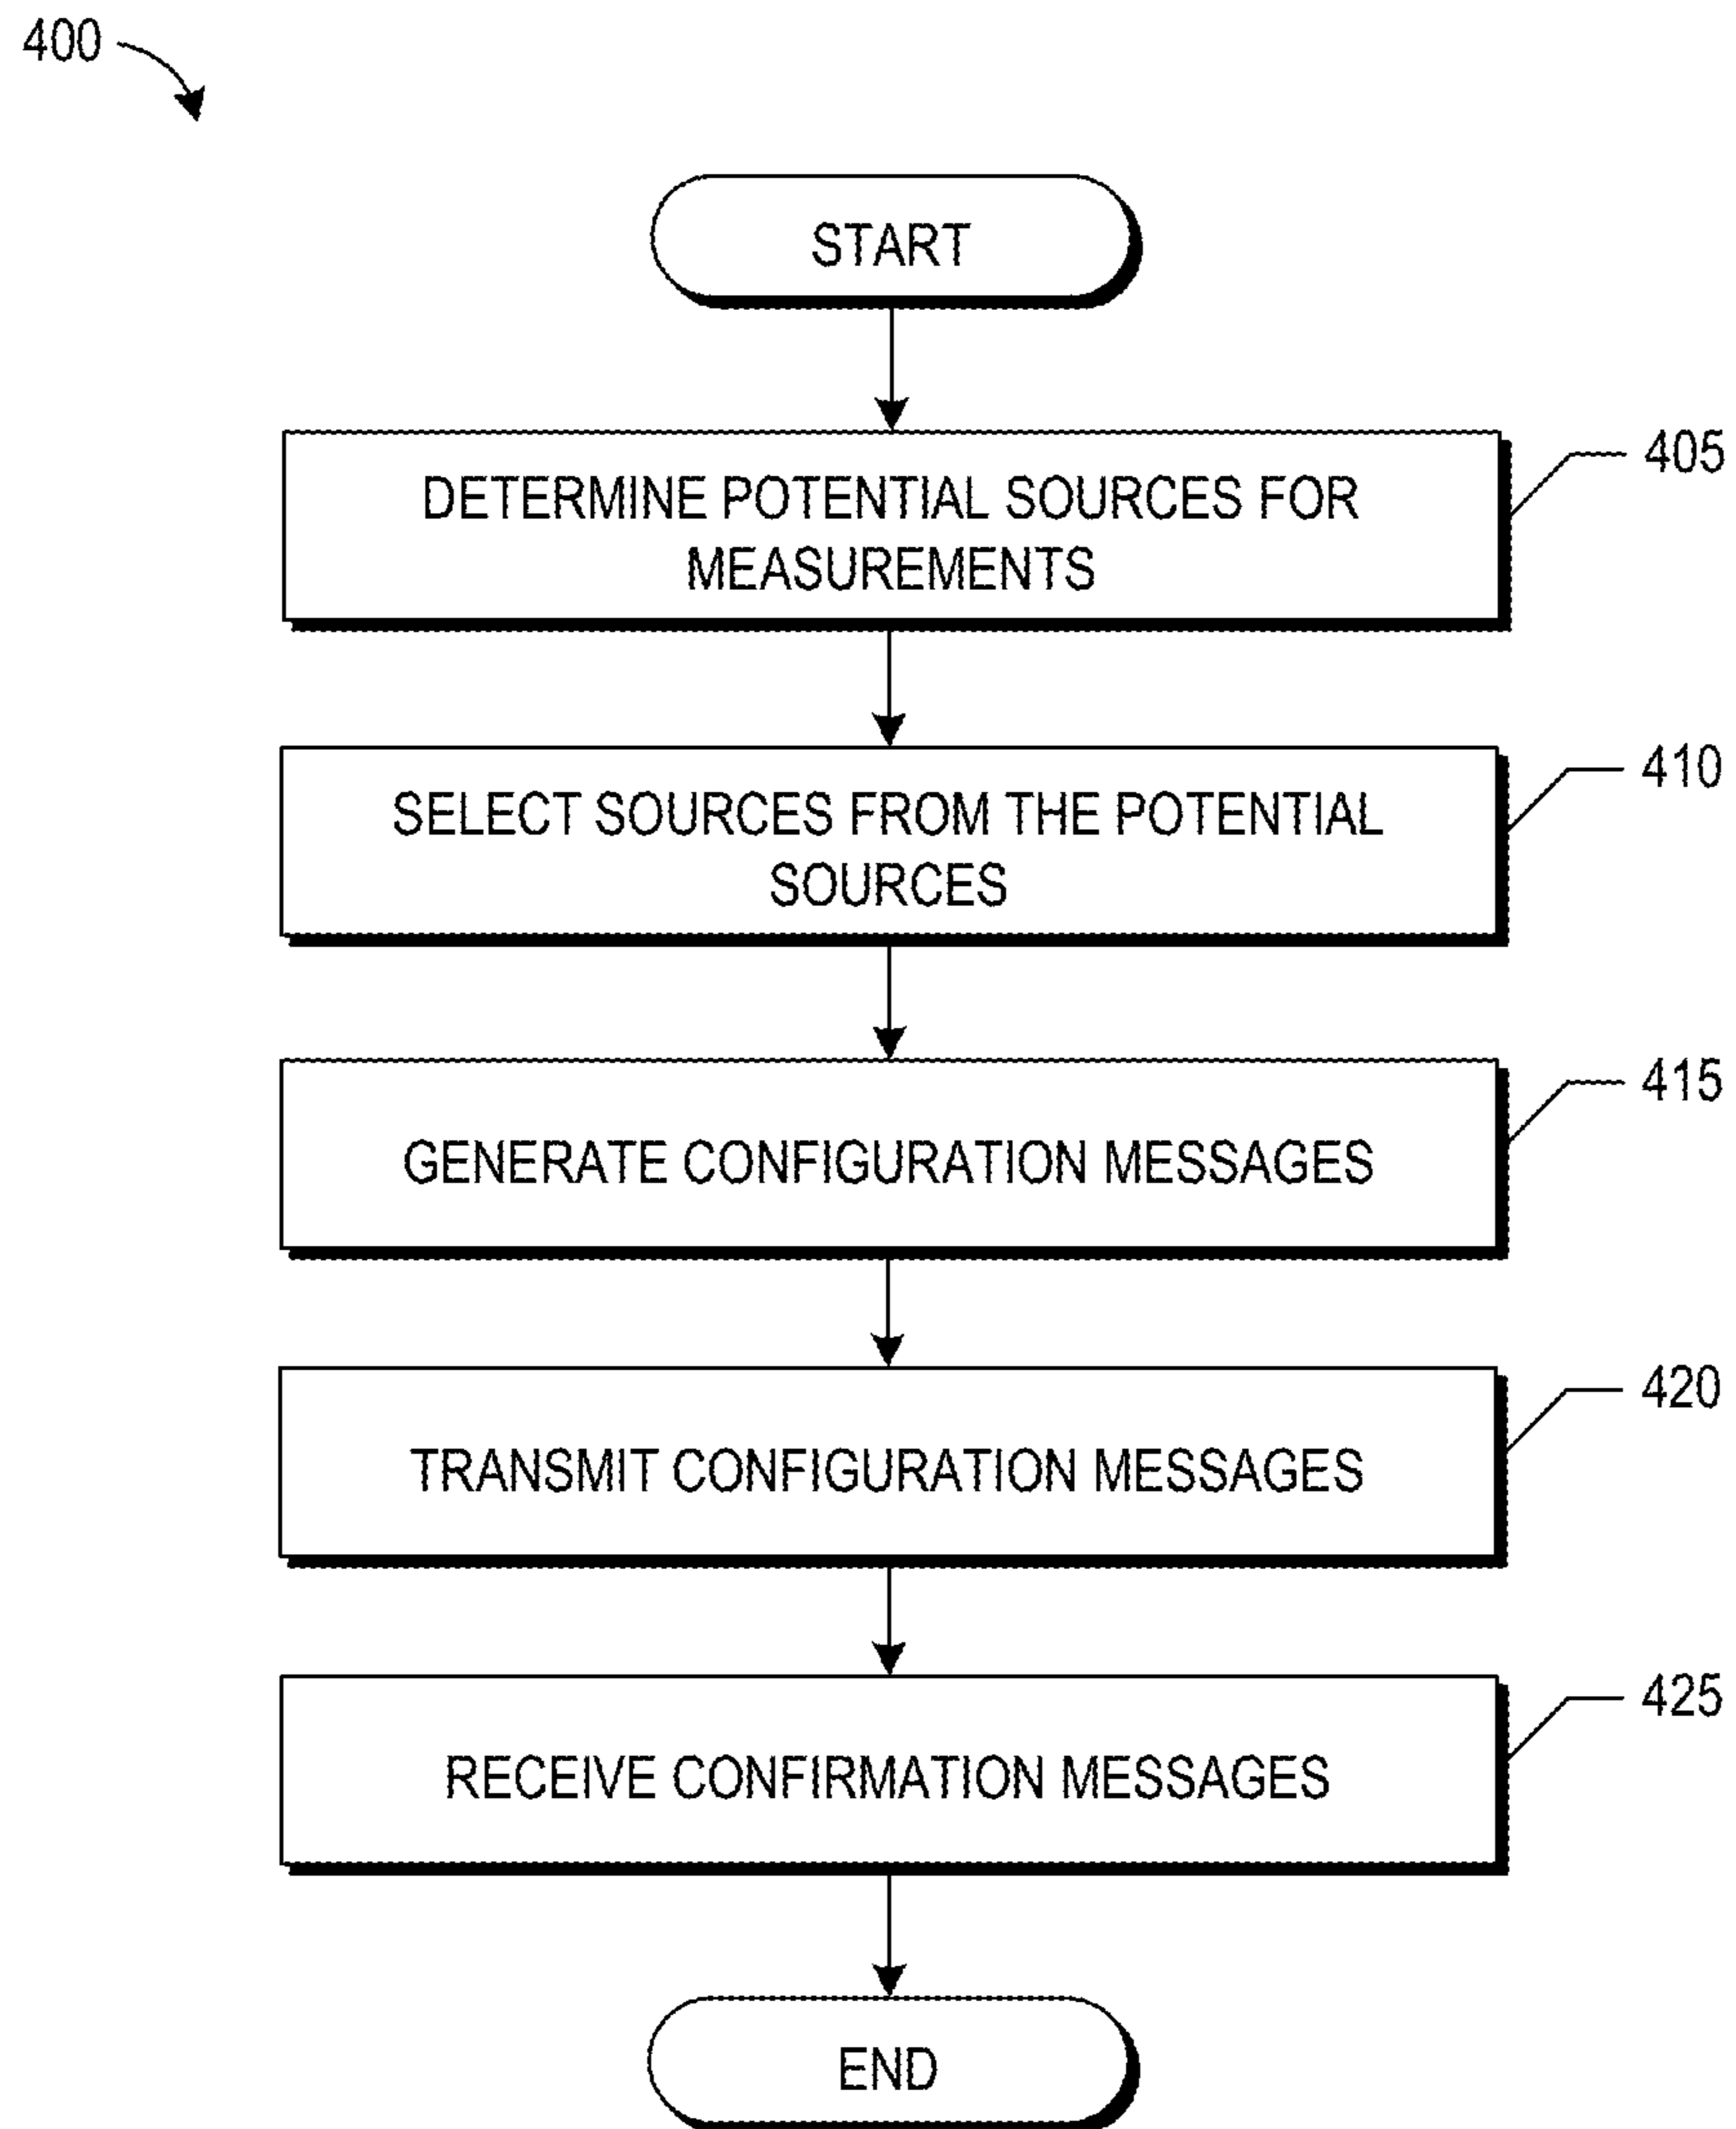 400
START
DETERMINE POTENTIAL SOURCES FOR
MEASUREMENTS
405
SELECT SOURCES FROM THE POTENTIAL
SOURCES
410
GENERATE CONFIGURATION MESSAGES
415
TRANSMIT CONFIGURATION MESSAGES
420
RECEIVE CONFIRMATION MESSAGES
425
END